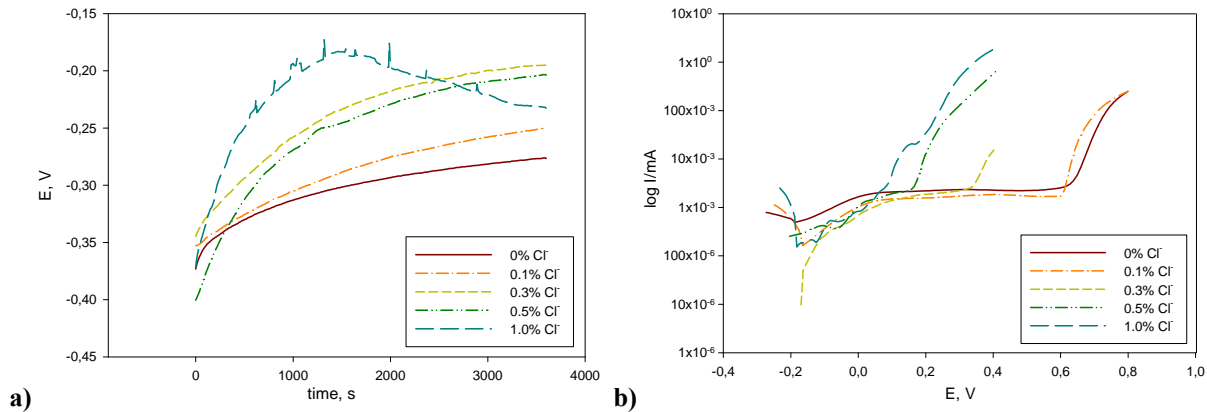 -0,15
-0,20
-0,25
-0,30
-0,35
-0,40
-0,45
E, V
0 1000 2000 3000 4000
time, s
0% Cl⁻
0.1% Cl⁻
0.3% Cl⁻
0.5% Cl⁻
1.0% Cl⁻
a)
10x10⁰
1x10⁰
100x10⁻³
10x10⁻³
1x10⁻³
100x10⁻⁶
10x10⁻⁶
1x10⁻⁶
log I/mA
-0,4 -0,2 0,0 0,2 0,4 0,6 0,8 1,0
E, V
0% Cl⁻
0.1% Cl⁻
0.3% Cl⁻
0.5% Cl⁻
1.0% Cl⁻
b)